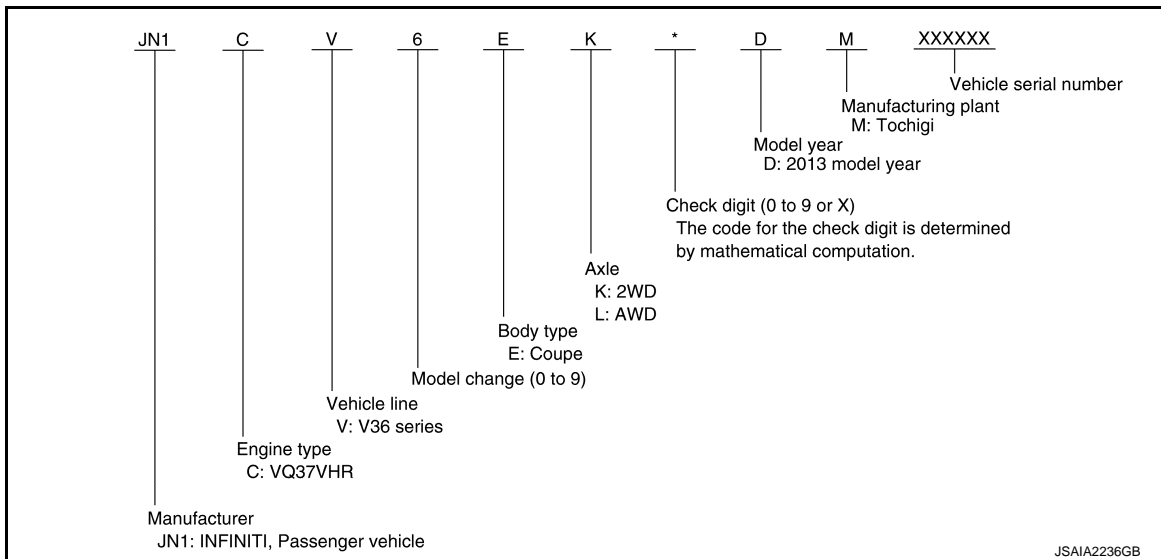 JN1 C V 6 E K * D M XXXXXX
Vehicle serial number
Manufacturing plant
M: Tochigi
Model year
D: 2013 model year
Check digit (0 to 9 or X)
The code for the check digit is determined
by mathematical computation.
Axle
K: 2WD
L: AWD
Body type
E: Coupe
Model change (0 to 9)
Vehicle line
V: V36 series
Engine type
C: VQ37VHR
Manufacturer
JN1: INFINITI, Passenger vehicle
JSAIA2236GB